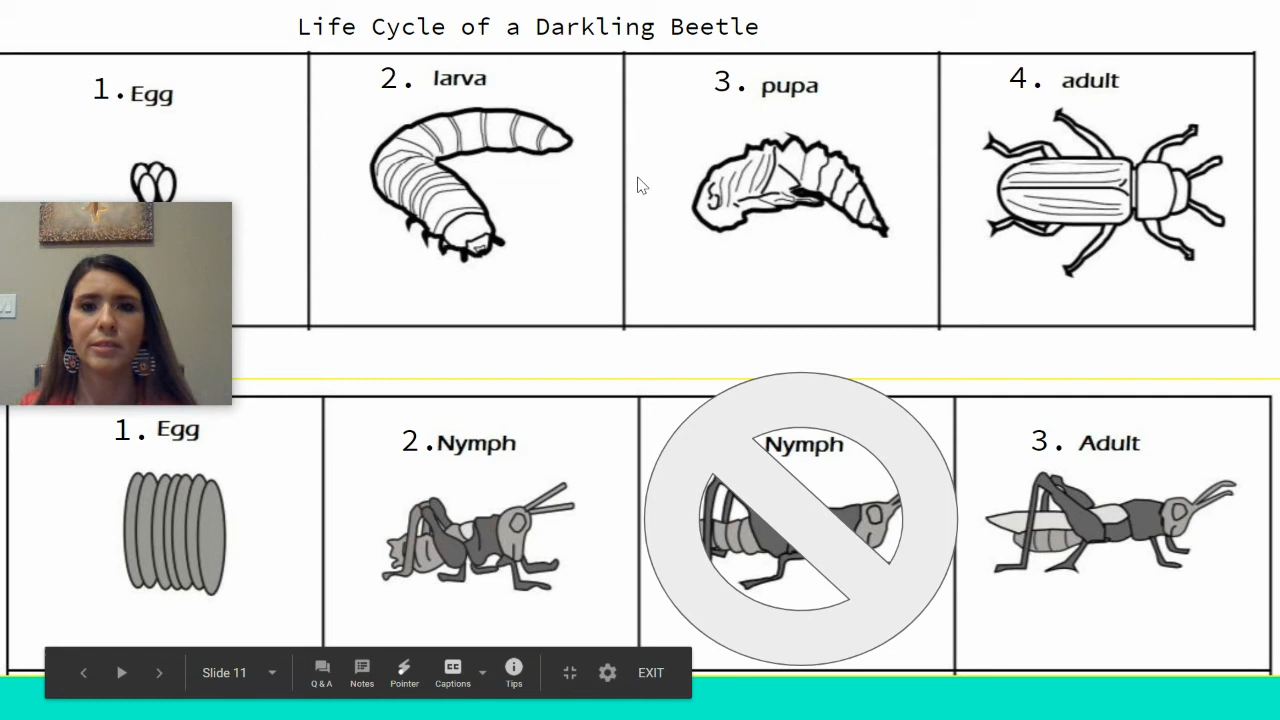 Life Cycle of a Darkling Beetle
1. Egg
2. larva
3. pupa
4. adult
1. Egg
2. Nymph
Nymph
3. Adult
Slide 11
Q & A
Notes
Pointer
CC
Captions
Tips
EXIT